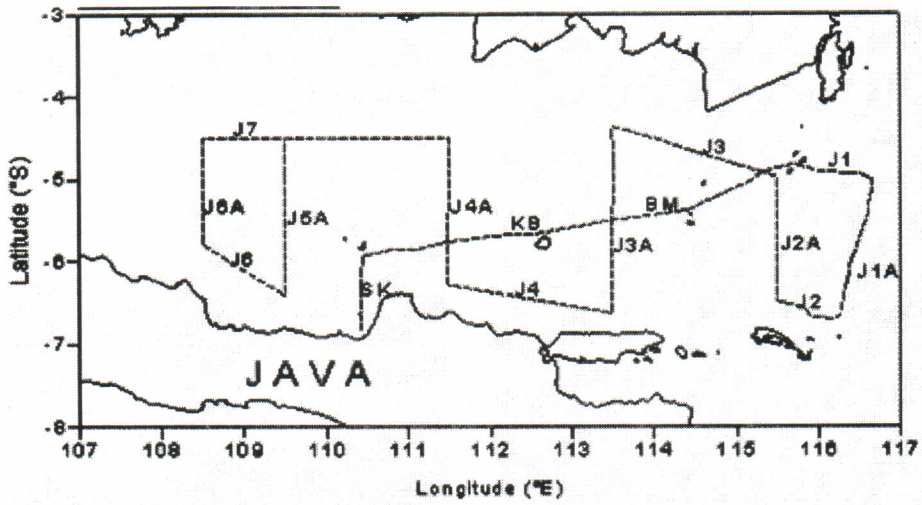 -3
-4
-5
-6
-7
-8
Latitude (°S)
J7
J3
J1
J6A
J5A
J4A
KB
BM
J3A
J2A
J1A
J6
SK
J4
J2
JAVA
107 108 109 110 111 112 113 114 115 116 117
Longitude (°E)